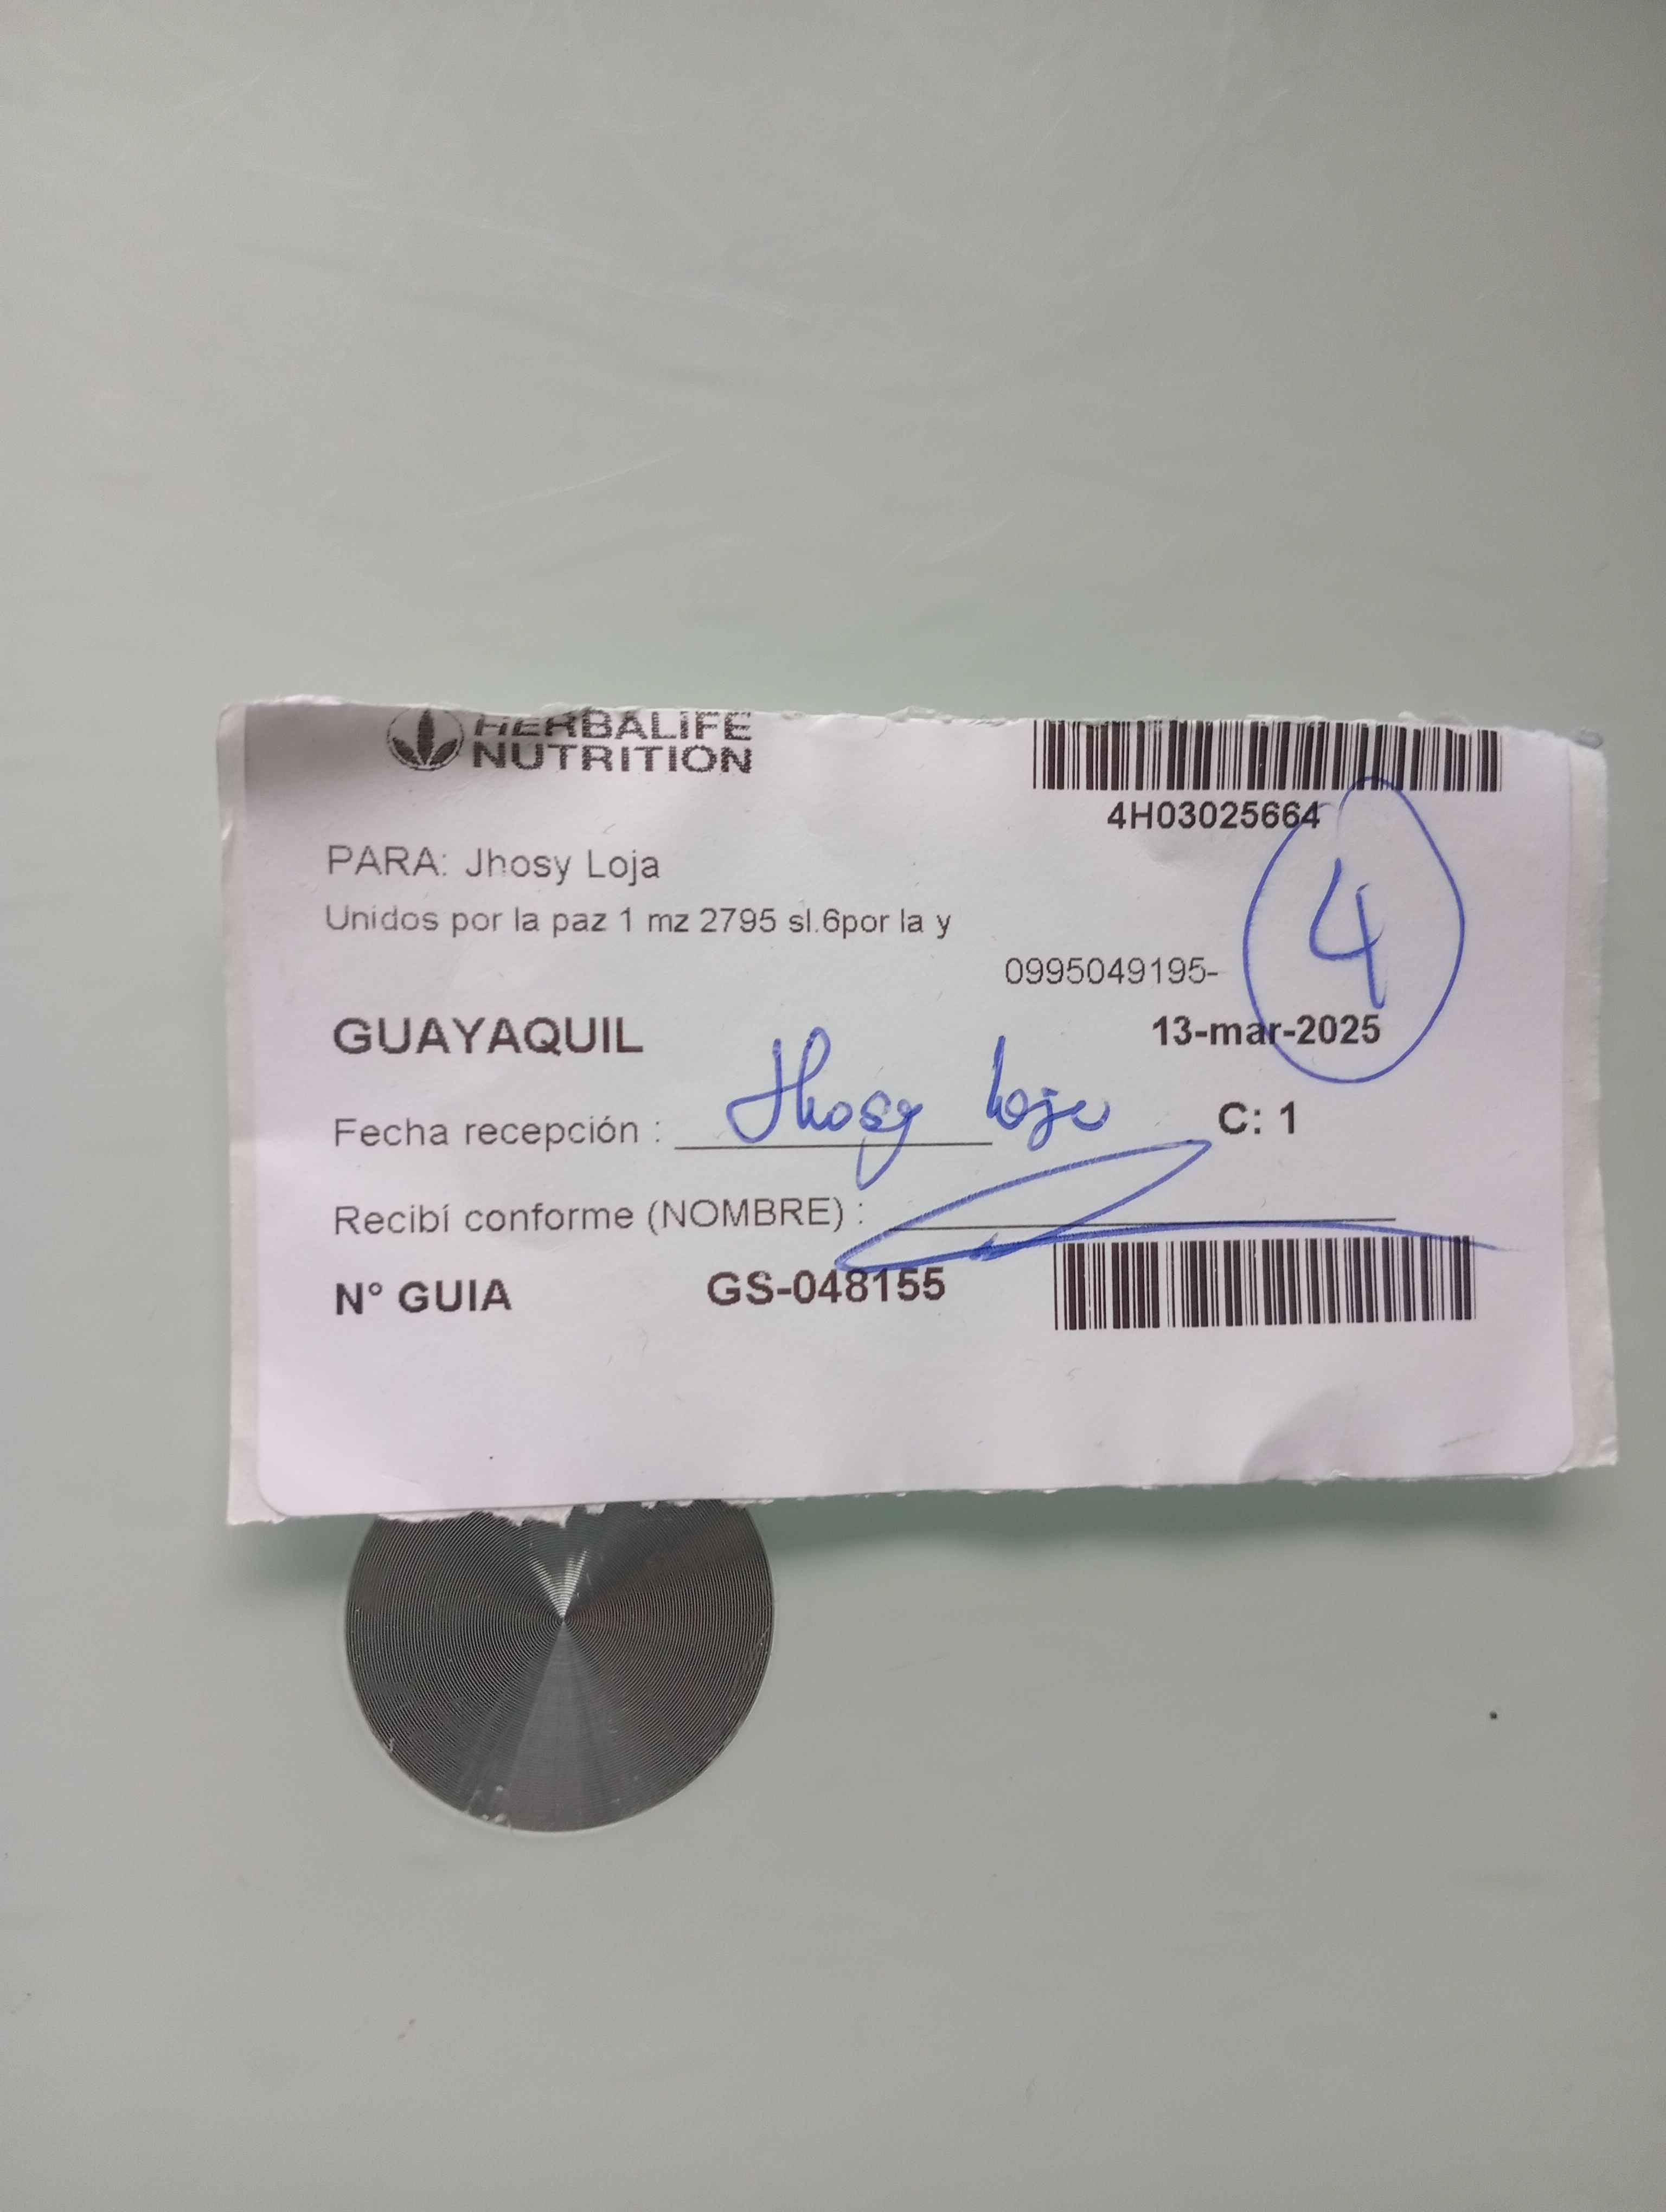 HERBALIFE
NUTRITION
4H03025664
4
PARA: Jhosy Loja
Unidos por la paz 1 mz 2795 sl.6por la y
0995049195-
GUAYAQUIL
13-mar-2025
Fecha recepción : Jhosy Loja
C: 1
Recibí conforme (NOMBRE) :
N° GUIA GS-048155